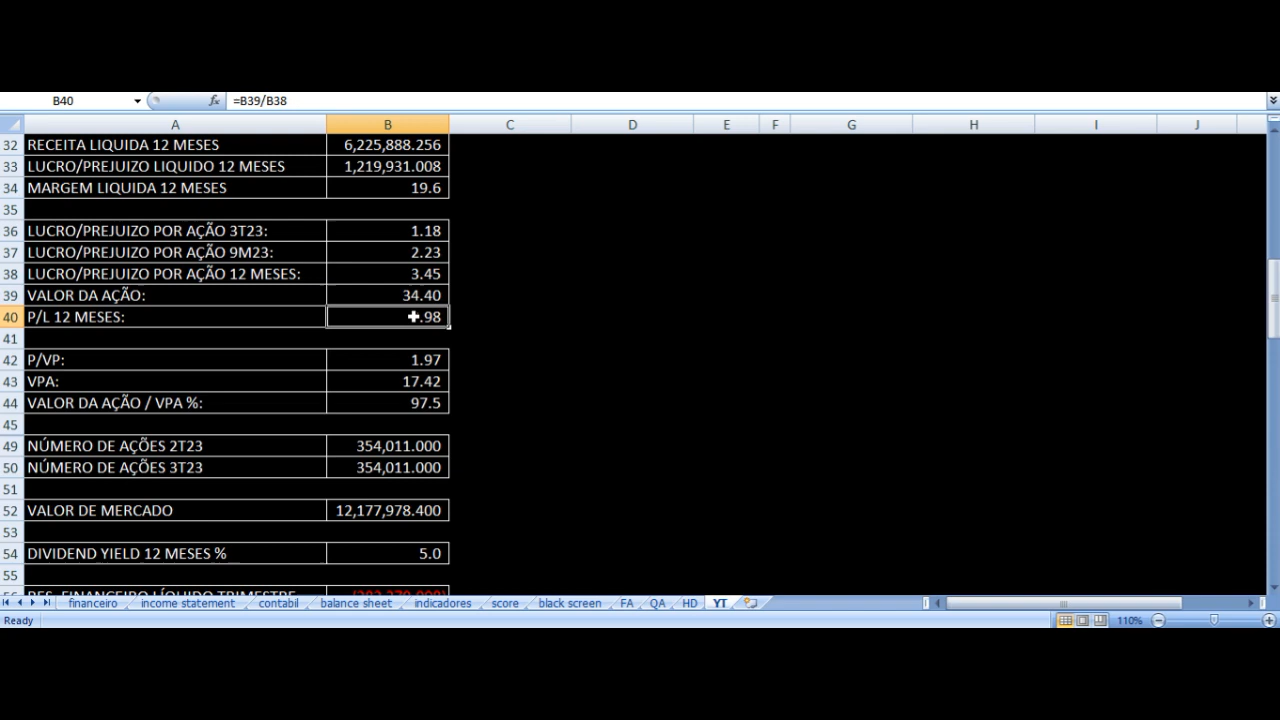 B40 =B39/B38
A B C D E F G H I J
32 RECEITA LIQUIDA 12 MESES 6,225,888.256
33 LUCRO/PREJUIZO LIQUIDO 12 MESES 1,219,931.008
34 MARGEM LIQUIDA 12 MESES 19.6
35
36 LUCRO/PREJUIZO POR AÇÃO 3T23: 1.18
37 LUCRO/PREJUIZO POR AÇÃO 9M23: 2.23
38 LUCRO/PREJUIZO POR AÇÃO 12 MESES: 3.45
39 VALOR DA AÇÃO: 34.40
40 P/L 12 MESES: .98
41
42 P/VP: 1.97
43 VPA: 17.42
44 VALOR DA AÇÃO / VPA %: 97.5
45
49 NÚMERO DE AÇÕES 2T23 354,011.000
50 NÚMERO DE AÇÕES 3T23 354,011.000
51
52 VALOR DE MERCADO 12,177,978.400
53
54 DIVIDEND YIELD 12 MESES % 5.0
55
financeiro income statement contabil balance sheet indicadores score black screen FA QA HD YT
Ready 110%